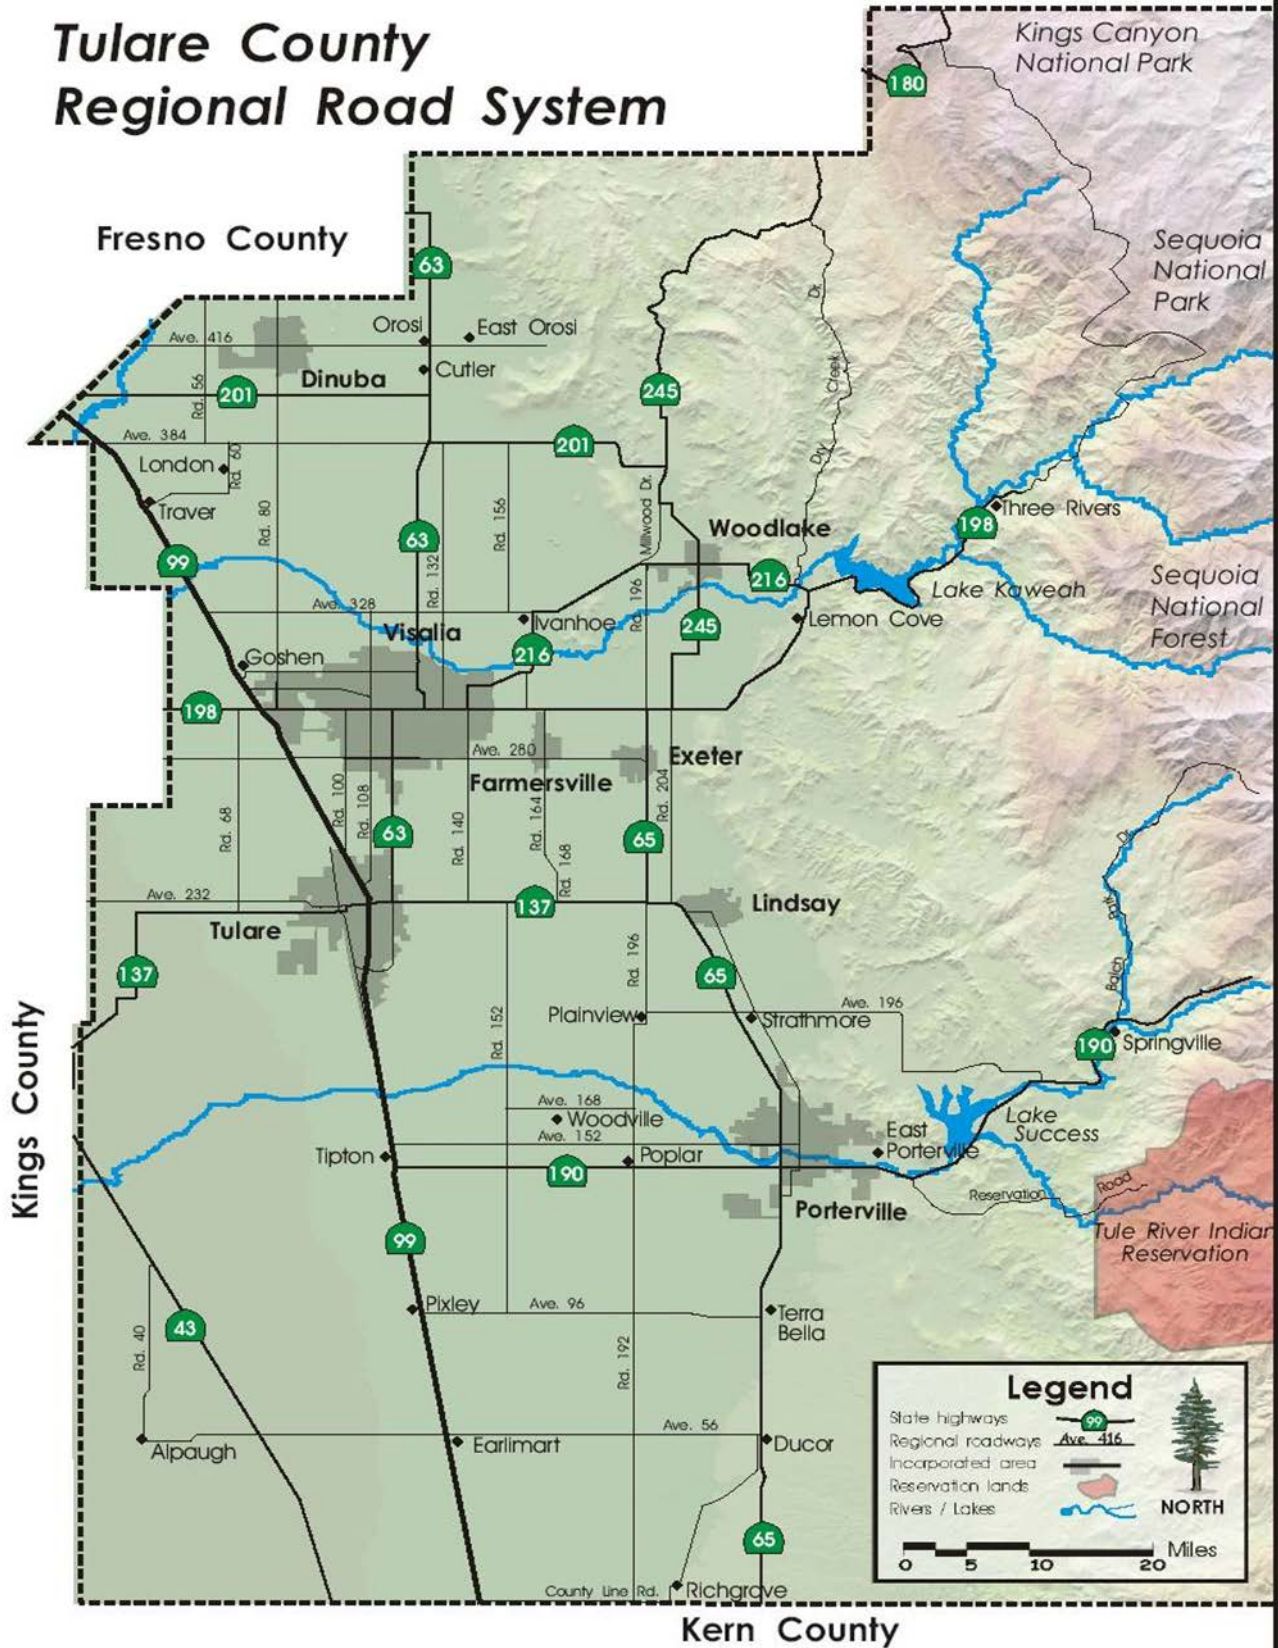 Tulare County
Regional Road System
Kings Canyon
National Park
180
Fresno County
63
Sequoia
National
Park
Orosi
East Orosi
Ave. 416
Dinuba
Cutler
Rd. 56
201
245
Dr.
Creek
Dry
Ave. 384
201
London
Rd. 60
Traver
Rd. 80
Rd. 156
Millwood Dr.
Woodlake
Three Rivers
198
63
99
Rd. 132
216
Lake Kaweah
Sequoia
National
Forest
Ave. 328
Ivanhoe
Rd. 196
245
Lemon Cove
Visalia
216
Goshen
198
Ave. 280
Exeter
Farmersville
Rd. 68
Rd. 100
Rd. 108
63
Rd. 140
Rd. 164
Rd. 168
65
Rd. 204
Dr.
Park
Balch
Ave. 232
137
Lindsay
Tulare
137
Rd. 196
65
Ave. 196
Kings County
Plainview
Strathmore
Rd. 152
190
Springville
Ave. 168
Woodville
Ave. 152
Lake
Success
East
Porterville
Tipton
Poplar
190
Reservation
Road
Porterville
99
Tule River Indian
Reservation
Pixley
Ave. 96
Terra
Bella
43
Rd. 40
Rd. 192
Ave. 56
Alpaugh
Earlimart
Ducor
65
County Line Rd.
Richgrove
Kern County
Legend
State highways
99
Regional roadways
Ave. 416
Incorporated area
Reservation lands
Rivers / Lakes
NORTH
0 5 10 20 Miles